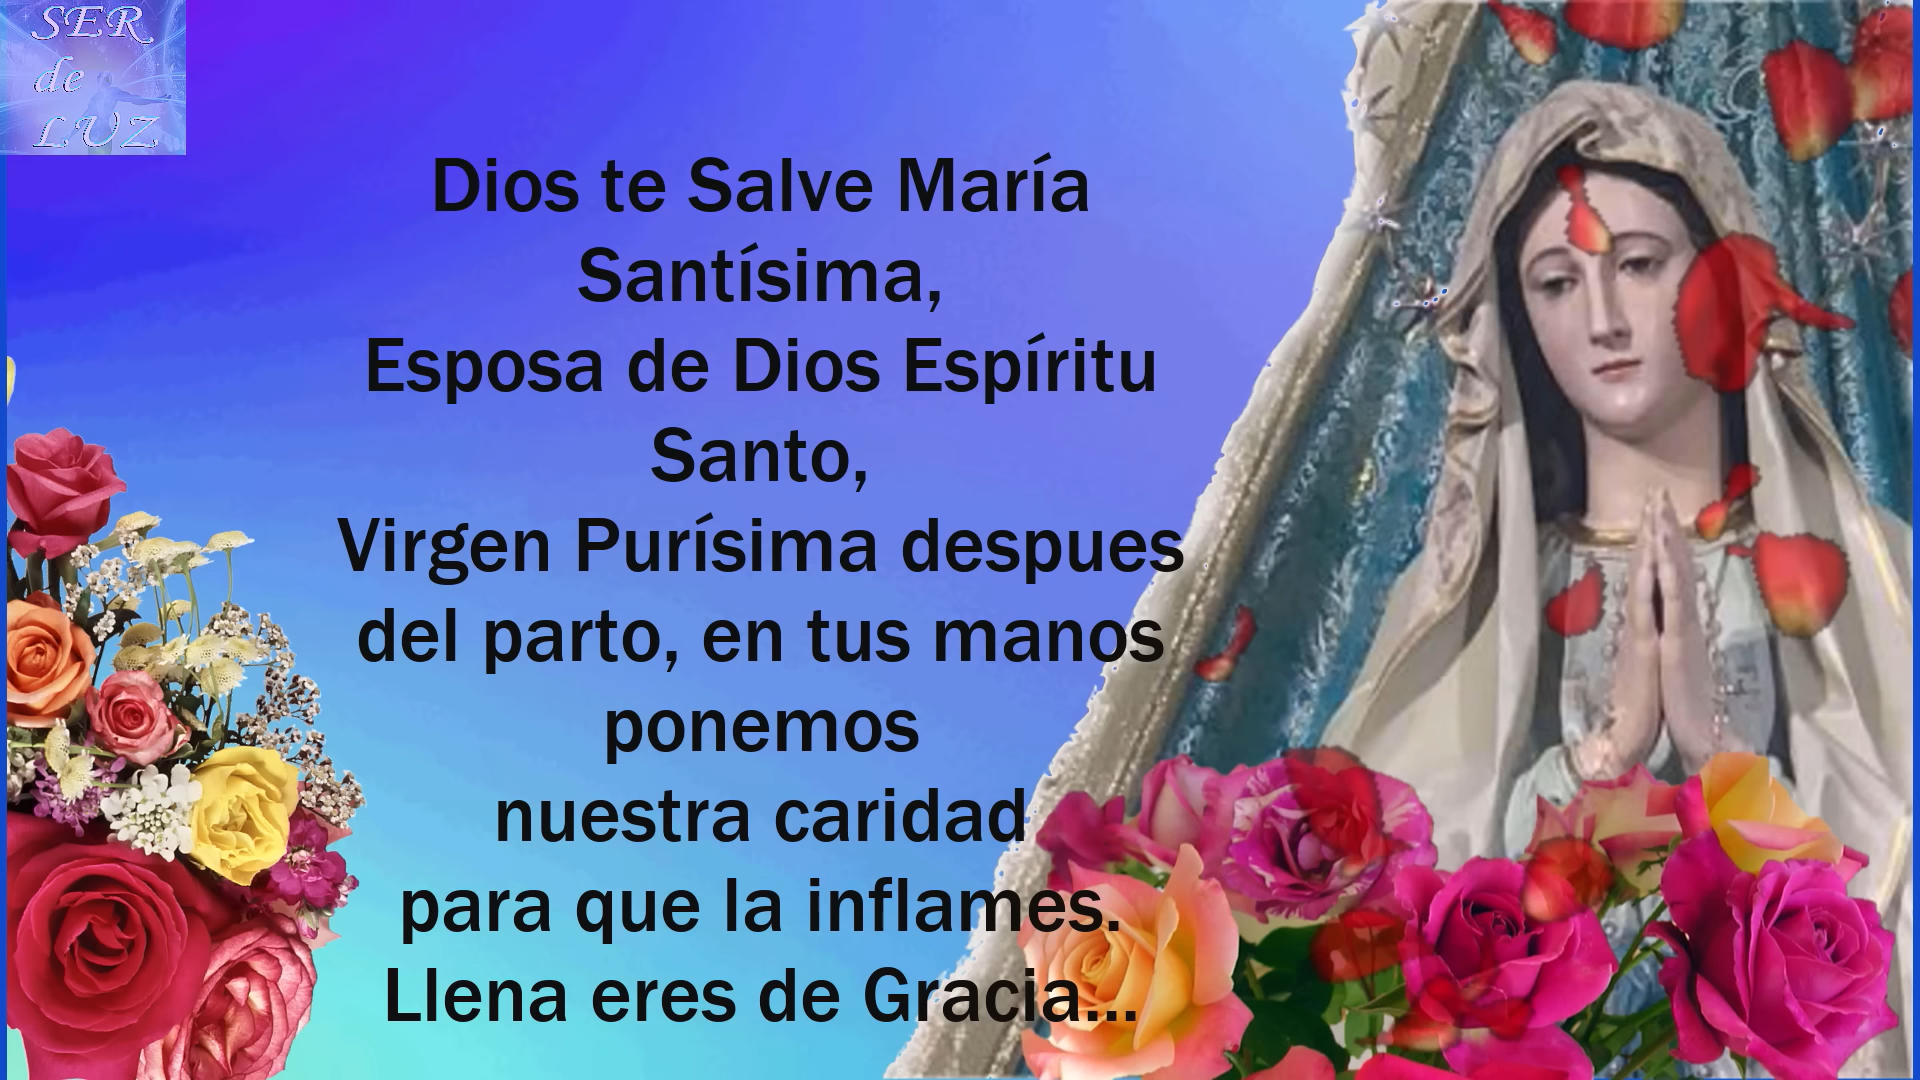 SER
de
LUZ
Dios te Salve María
Santísima,
Esposa de Dios Espíritu
Santo,
Virgen Purísima despues
del parto, en tus manos
ponemos
nuestra caridad
para que la inflames.
Llena eres de Gracia...